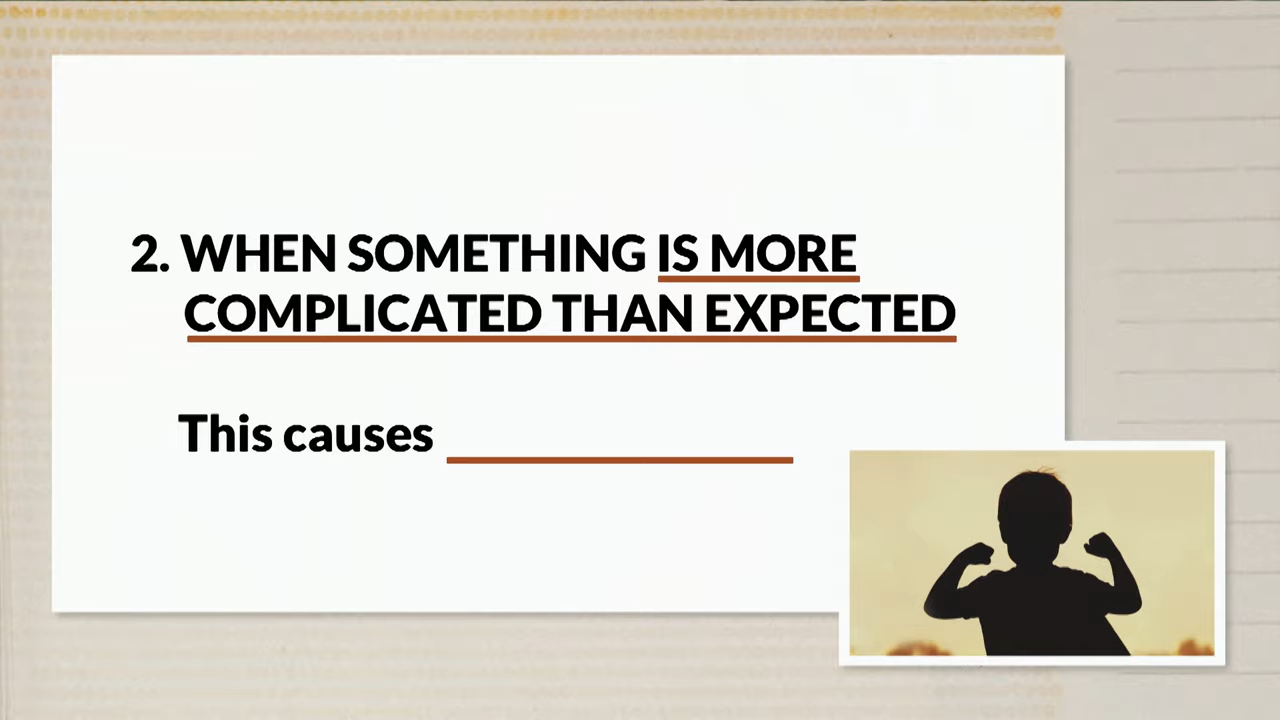 2. WHEN SOMETHING IS MORE
COMPLICATED THAN EXPECTED
This causes